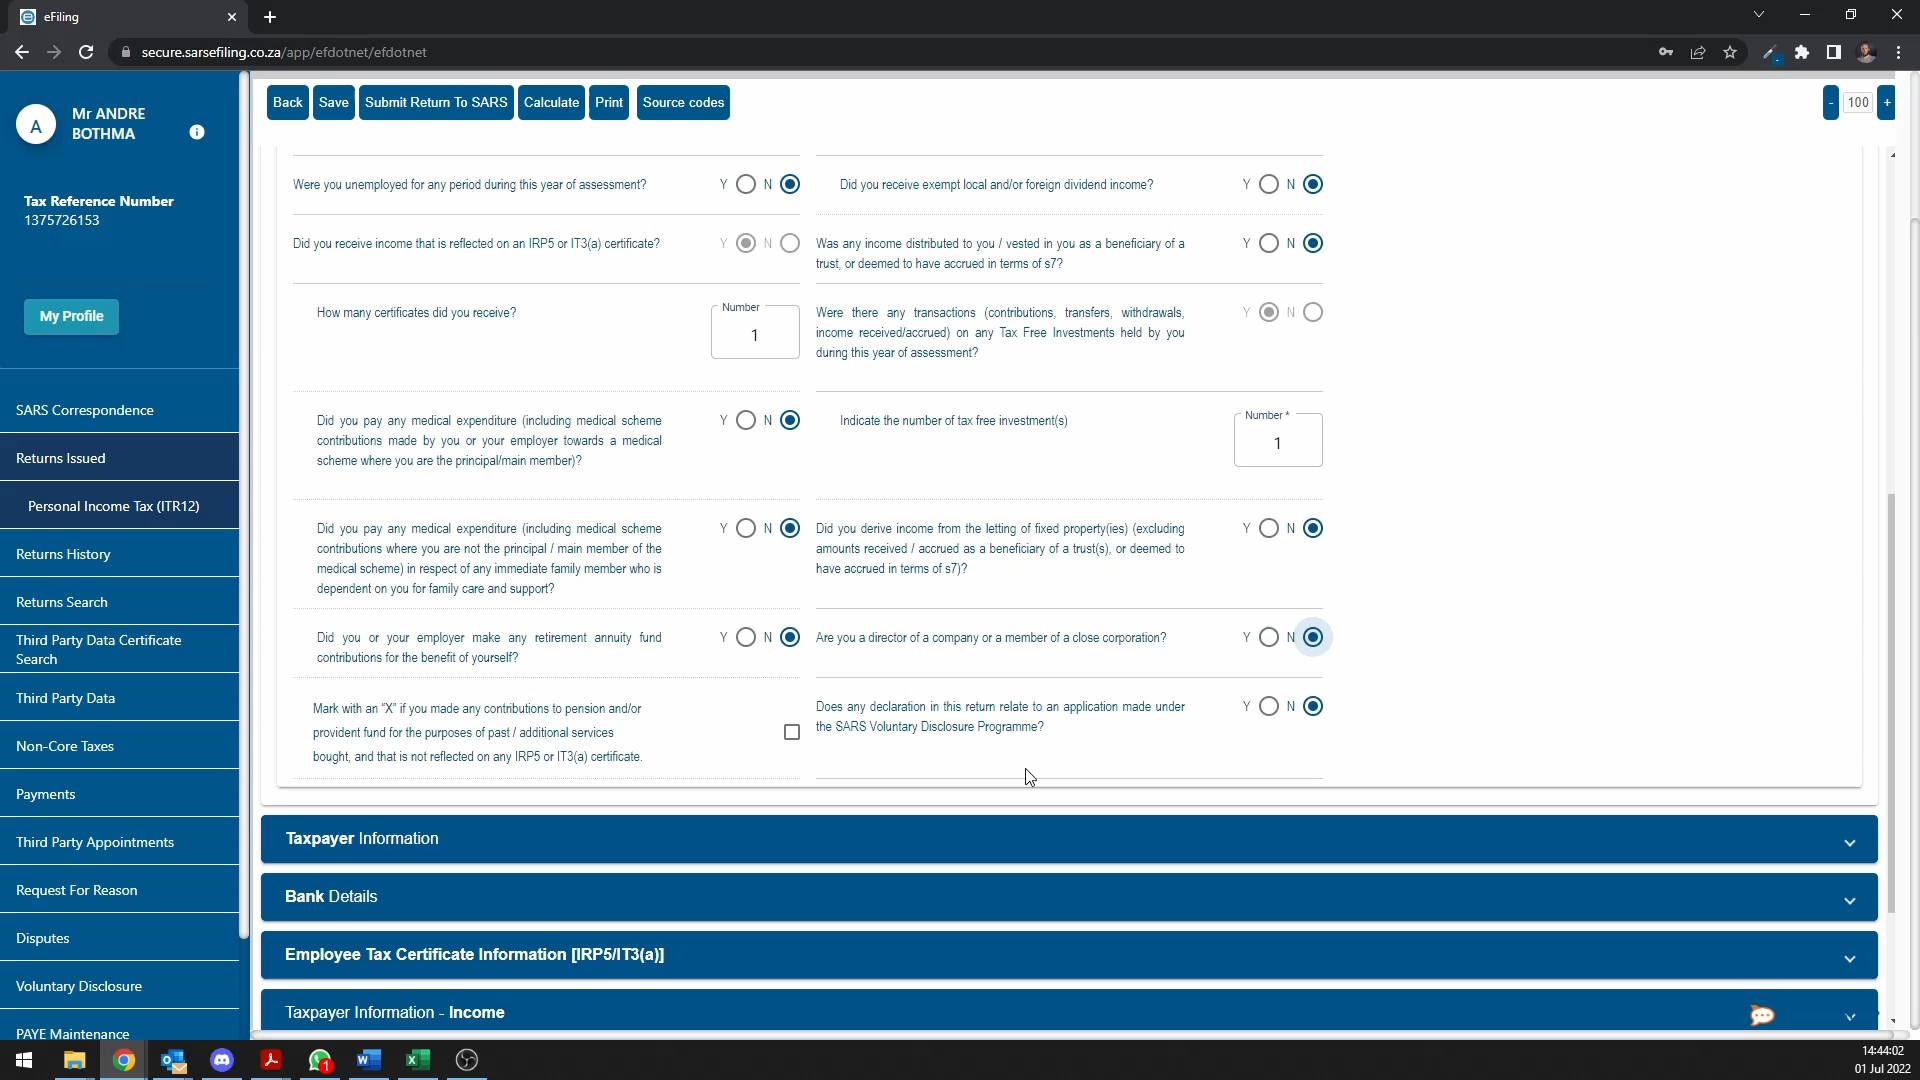 eFiling
secure.sarsefiling.co.za/app/efdotnet/efdotnet
A
Mr ANDRE
BOTHMA
Tax Reference Number
1375726153
My Profile
SARS Correspondence
Returns Issued
Personal Income Tax (ITR12)
Returns History
Returns Search
Third Party Data Certificate
Search
Third Party Data
Non-Core Taxes
Payments
Third Party Appointments
Request For Reason
Disputes
Voluntary Disclosure
PAYE Maintenance
Back
Save
Submit Return To SARS
Calculate
Print
Source codes
- 100 +
Were you unemployed for any period during this year of assessment?
Y N
Did you receive income that is reflected on an IRP5 or IT3(a) certificate?
Y N
How many certificates did you receive?
Number
1
Did you pay any medical expenditure (including medical scheme
contributions made by you or your employer towards a medical
scheme where you are the principal/main member)?
Y N
Did you pay any medical expenditure (including medical scheme
contributions where you are not the principal / main member of the
medical scheme) in respect of any immediate family member who is
dependent on you for family care and support?
Y N
Did you or your employer make any retirement annuity fund
contributions for the benefit of yourself?
Y N
Mark with an “X” if you made any contributions to pension and/or
provident fund for the purposes of past / additional services
bought, and that is not reflected on any IRP5 or IT3(a) certificate.
Did you receive exempt local and/or foreign dividend income?
Y N
Was any income distributed to you / vested in you as a beneficiary of a
trust, or deemed to have accrued in terms of s7?
Y N
Were there any transactions (contributions, transfers, withdrawals,
income received/accrued) on any Tax Free Investments held by you
during this year of assessment?
Y N
Indicate the number of tax free investment(s)
Number *
1
Did you derive income from the letting of fixed property(ies) (excluding
amounts received / accrued as a beneficiary of a trust(s), or deemed to
have accrued in terms of s7)?
Y N
Are you a director of a company or a member of a close corporation?
Y N
Does any declaration in this return relate to an application made under
the SARS Voluntary Disclosure Programme?
Y N
Taxpayer Information
Bank Details
Employee Tax Certificate Information [IRP5/IT3(a)]
Taxpayer Information - Income
1
14:44:02
01 Jul 2022